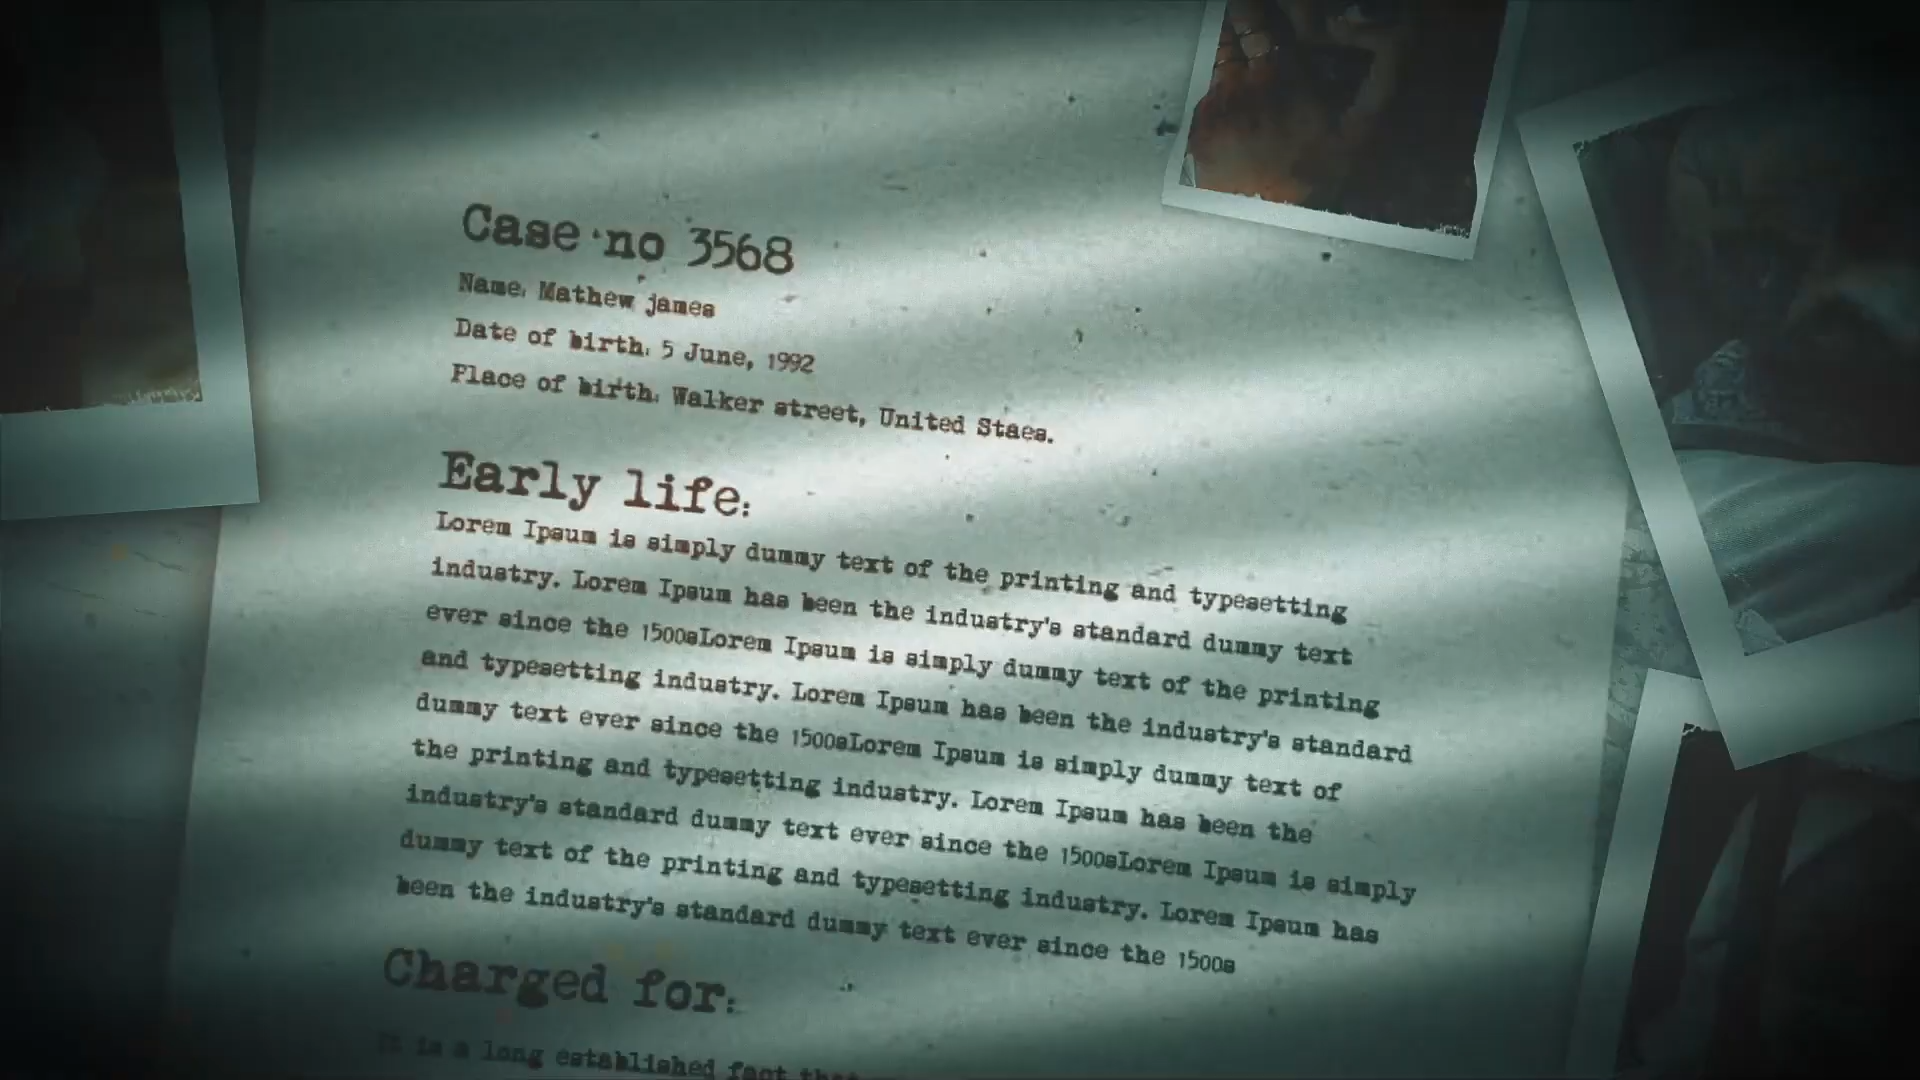 Case no 3568
Name: Mathew james
Date of birth: 5 June, 1992
Place of birth: Walker street, United Staes.
Early life:
Lorem Ipsum is simply dummy text of the printing and typesetting
industry. Lorem Ipsum has been the industry's standard dummy text
ever since the 1500sLorem Ipsum is simply dummy text of the printing
and typesetting industry. Lorem Ipsum has been the industry's standard
dummy text ever since the 1500sLorem Ipsum is simply dummy text of
the printing and typesetting industry. Lorem Ipsum has been the
industry's standard dummy text ever since the 1500sLorem Ipsum is simply
dummy text of the printing and typesetting industry. Lorem Ipsum has
been the industry's standard dummy text ever since the 1500s
Charged for:
It is a long established fact that